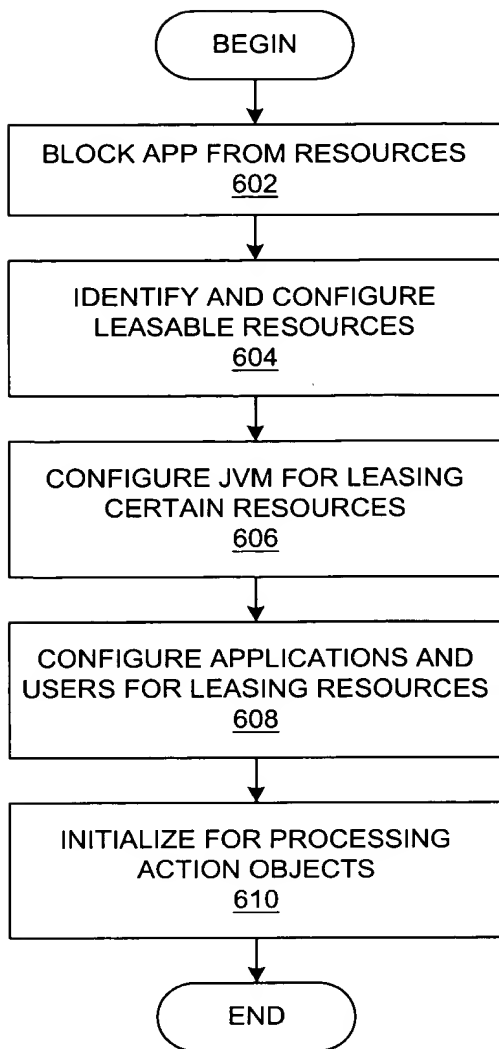 BEGIN
BLOCK APP FROM RESOURCES
602
IDENTIFY AND CONFIGURE
LEASABLE RESOURCES
604
CONFIGURE JVM FOR LEASING
CERTAIN RESOURCES
606
CONFIGURE APPLICATIONS AND
USERS FOR LEASING RESOURCES
608
INITIALIZE FOR PROCESSING
ACTION OBJECTS
610
END